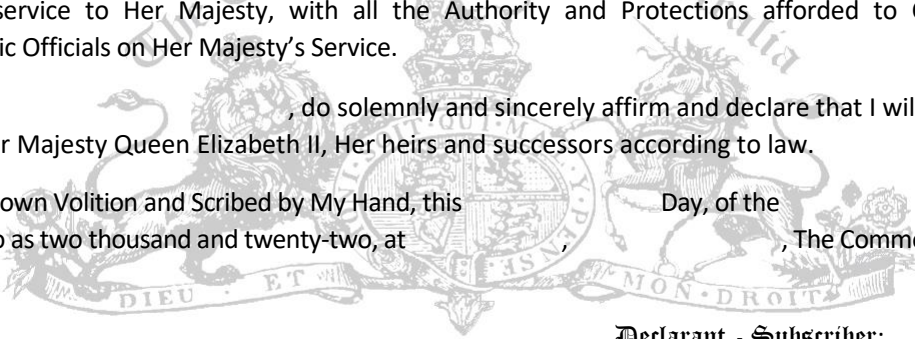 service to Her Majesty, with all the Authority and Protections afforded to
ic Officials on Her Majesty's Service.
, do solemnly and sincerely affirm and declare that I wil
r Majesty Queen Elizabeth II, Her heirs and successors according to law.
own Volition and Scribed by My Hand, this Day, of the
as two thousand and twenty-two, at , , The Comm
DIEU ET MON • DROIT
Declarant - Subscriber: